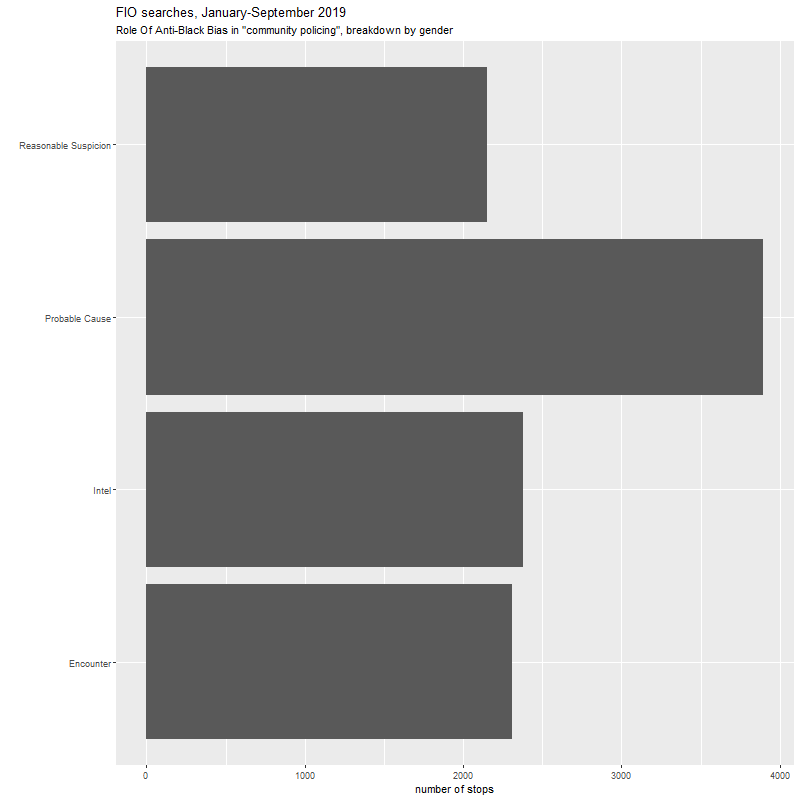 FIO searches, January-September 2019
Role Of Anti-Black Bias in "community policing", breakdown by gender
Reasonable Suspicion
Probable Cause
Intel
Encounter
0 1000 2000 3000 4000
number of stops